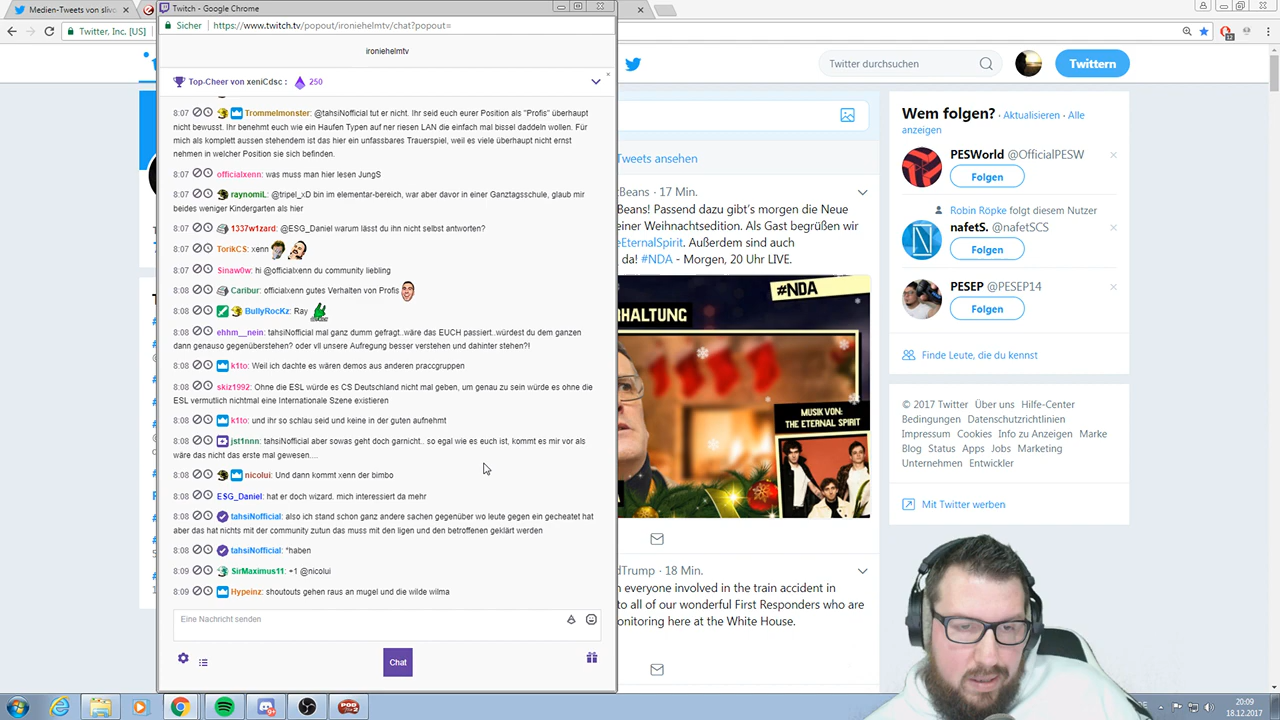 Medien-Tweets von slivo
Twitch - Google Chrome
Twitter, Inc. [US]
Sicher
https://www.twitch.tv/popout/ironiehelmtv/chat?popout=
12
ironiehelmtv
Top-Cheer von xeniCdsc :
250
8:07 Trommelmonster: @tahsiNofficial tut er nicht. Ihr seid euch eurer Position als "Profis" überhaupt
nicht bewusst. Ihr benehmt euch wie ein Haufen Typen auf ner riesen LAN die einfach mal bissel daddeln wollen. Für
mich als komplett aussen stehendem ist das hier ein unfassbares Trauerspiel, weil es viele überhaupt nicht ernst
nehmen in welcher Position sie sich befinden.
8:07 officialxenn: was muss man hier lesen JungS
8:07 raynomiL: @tripel_xD bin im elementar-bereich, war aber davor in einer Ganztagsschule, glaub mir
beides weniger Kindergarten als hier
8:07 1337w1zard: @ESG_Daniel warum lässt du ihn nicht selbst antworten?
8:07 TorikCS: xenn
8:07 Sinaw0w: hi @officialxenn du community liebling
8:08 Caribur: officialxenn gutes Verhalten von Profis
8:08 BullyRocKz: Ray
8:08 ehhm__nein: tahsiNofficial mal ganz dumm gefragt..wäre das EUCH passiert..würdest du dem ganzen
dann genauso gegenüberstehen? oder vll unsere Aufregung besser verstehen und dahinter stehen?!
8:08 k1to: Weil ich dachte es wären demos aus anderen praccgruppen
8:08 skiz1992: Ohne die ESL würde es CS Deutschland nicht mal geben, um genau zu sein würde es ohne die
ESL vermutlich nichtmal eine Internationale Szene existieren
8:08 k1to: und ihr so schlau seid und keine in der guten aufnehmt
8:08 jst1nnn: tahsiNofficial aber sowas geht doch garnicht.. so egal wie es euch ist, kommt es mir vor als
wäre das nicht das erste mal gewesen....
8:08 nicolui: Und dann kommt xenn der bimbo
8:08 ESG_Daniel: hat er doch wizard. mich interessiert da mehr
8:08 tahsiNofficial: also ich stand schon ganz andere sachen gegenüber wo leute gegen ein gecheatet hat
aber das hat nichts mit der community zutun das muss mit den ligen und den betroffenen geklärt werden
8:08 tahsiNofficial: *haben
8:09 SirMaximus11: +1 @nicolui
8:09 Hypeinz: shoutouts gehen raus an mugel und die wilde wilma
Eine Nachricht senden
Chat
Twitter durchsuchen
Twittern
Tweets ansehen
Beans · 17 Min.
Beans! Passend dazu gibt's morgen die Neue
einer Weihnachtsedition. Als Gast begrüßen wir
eEternalSpirit. Außerdem sind auch
da! #NDA - Morgen, 20 Uhr LIVE.
#NDA
HALTUNG
MUSIK VON:
THE ETERNAL SPIRIT
dTrump · 18 Min.
n everyone involved in the train accident in
to all of our wonderful First Responders who are
onitoring here at the White House.
Wem folgen? · Aktualisieren · Alle
anzeigen
PESWorld @OfficialPESW
Folgen
Robin Röpke folgt diesem Nutzer
nafetS. @nafetSCS
Folgen
PESEP @PESEP14
Folgen
Finde Leute, die du kennst
© 2017 Twitter Über uns Hilfe-Center
Bedingungen Datenschutzrichtlinien
Impressum Cookies Info zu Anzeigen Marke
Blog Status Apps Jobs Marketing
Unternehmen Entwickler
Mit Twitter werben
20:09
18.12.2017